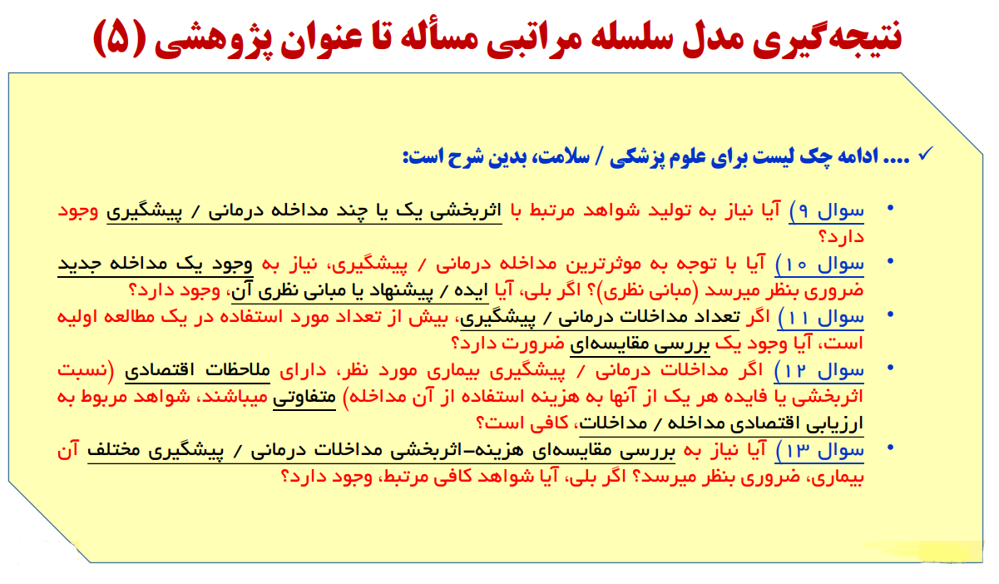 نتیجه‌گیری مدل سلسله مراتبی مسأله تا عنوان پژوهشی (۵)
✓ .... ادامه چک لیست برای علوم پزشکی / سلامت، بدین شرح است:
• سوال ۹) آیا نیاز به تولید شواهد مرتبط با اثربخشی یک یا چند مداخله درمانی / پیشگیری وجود
دارد؟
• سوال ۱۰) آیا با توجه به موثرترین مداخله درمانی / پیشگیری، نیاز به وجود یک مداخله جدید
ضروری بنظر میرسد (مبانی نظری)؟ اگر بلی، آیا ایده / پیشنهاد یا مبانی نظری آن، وجود دارد؟
• سوال ۱۱) اگر تعداد مداخلات درمانی / پیشگیری، بیش از تعداد مورد استفاده در یک مطالعه اولیه
است، آیا وجود یک بررسی مقایسه‌ای ضرورت دارد؟
• سوال ۱۲) اگر مداخلات درمانی / پیشگیری بیماری مورد نظر، دارای ملاحظات اقتصادی (نسبت
اثربخشی یا فایده هر یک از آنها به هزینه استفاده از آن مداخله) متفاوتی میباشند، شواهد مربوط به
ارزیابی اقتصادی مداخله / مداخلات، کافی است؟
• سوال ۱۳) آیا نیاز به بررسی مقایسه‌ای هزینه-اثربخشی مداخلات درمانی / پیشگیری مختلف آن
بیماری، ضروری بنظر میرسد؟ اگر بلی، آیا شواهد کافی مرتبط، وجود دارد؟